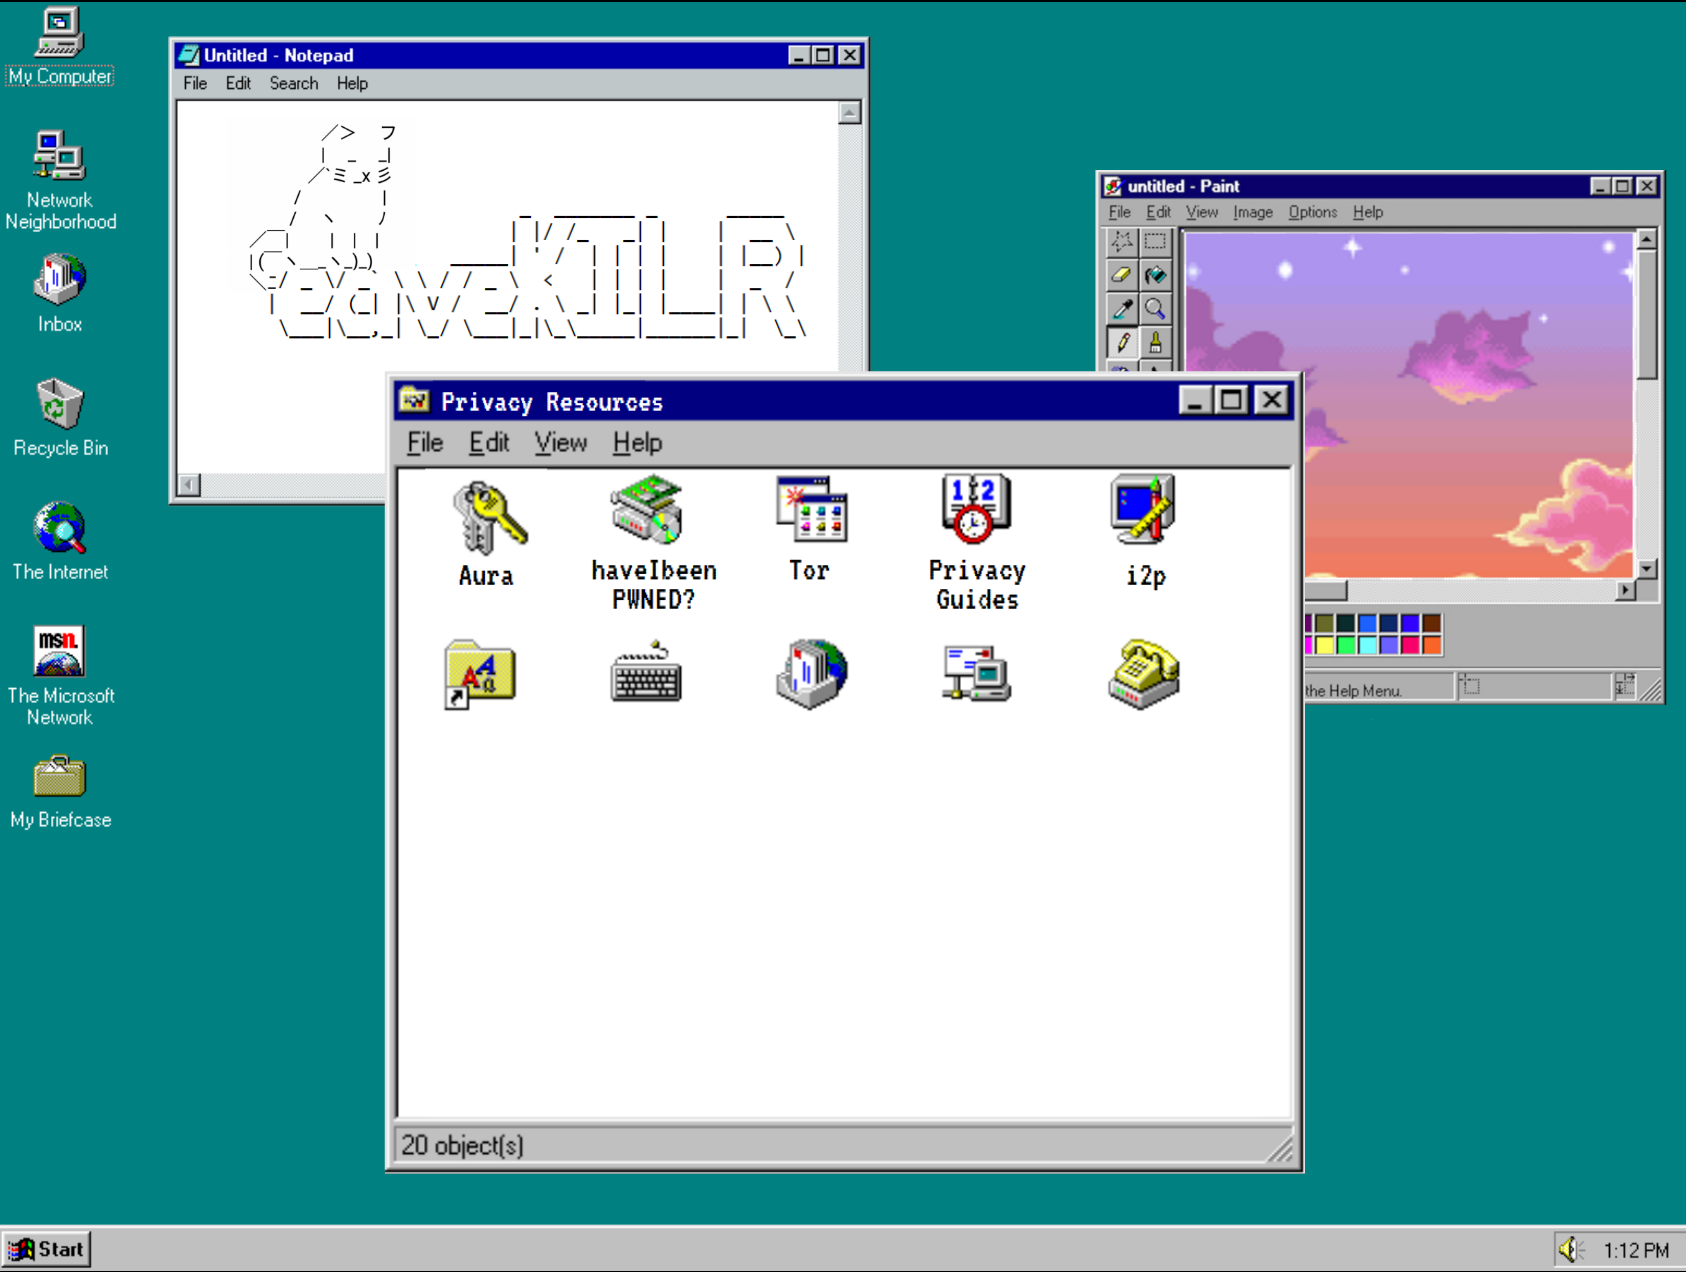 My Computer
Network
Neighborhood
Inbox
Recycle Bin
The Internet
msn.
The Microsoft
Network
My Briefcase
Untitled - Notepad
File Edit Search Help
eaveKILR
untitled - Paint
File Edit View Image Options Help
the Help Menu.
Privacy Resources
File Edit View Help
Aura
haveIbeen
PWNED?
Tor
Privacy
Guides
i2p
20 object(s)
Start
1:12 PM